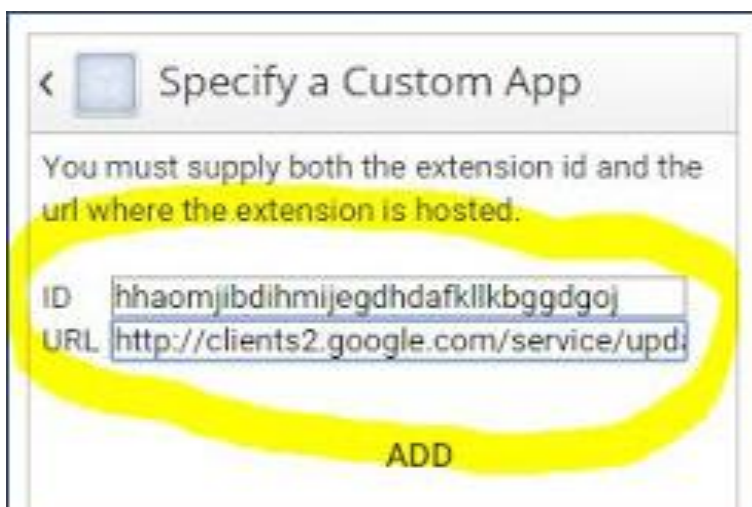 Specify a Custom App
You must supply both the extension id and the
url where the extension is hosted.
ID hhaomjibdihmijegdhdafkllkbggdgoj
URL http://clients2.google.com/service/upd
ADD